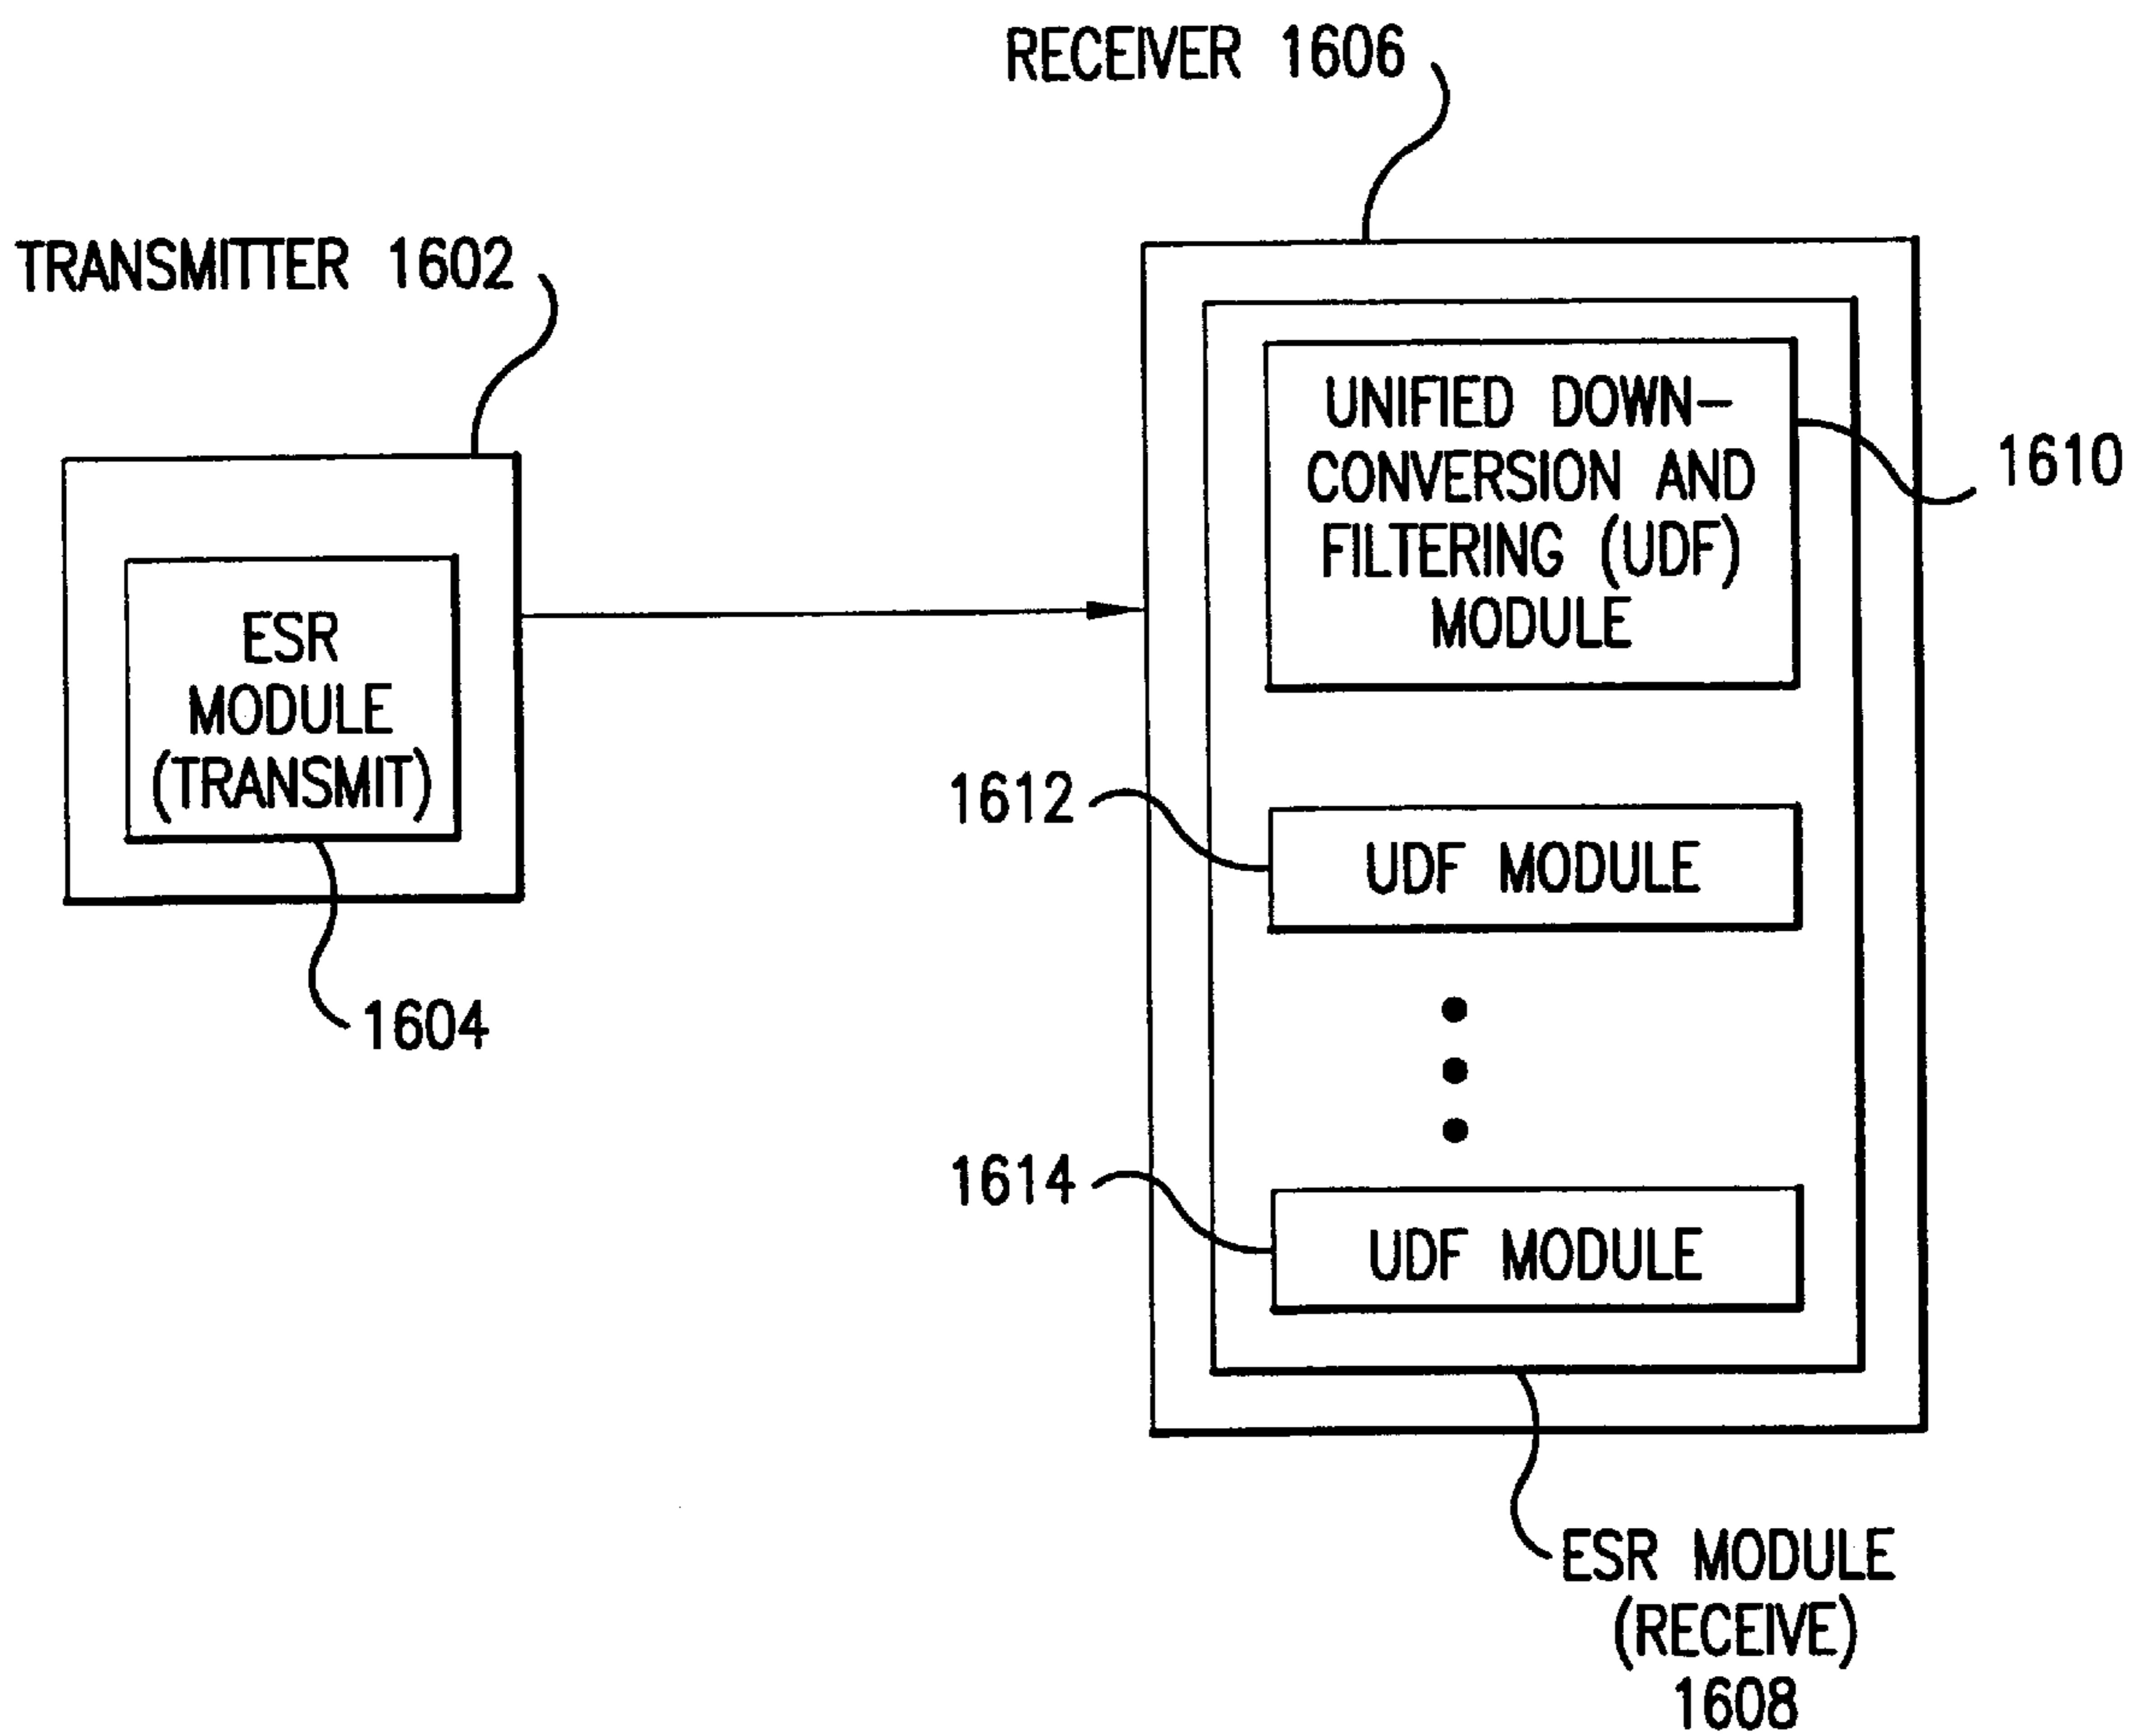 RECEIVER 1606
TRANSMITTER 1602
UNIFIED DOWN-
CONVERSION AND
FILTERING (UDF)
MODULE
1610
ESR
MODULE
(TRANSMIT)
1604
1612
UDF MODULE
1614
UDF MODULE
ESR MODULE
(RECEIVE)
1608